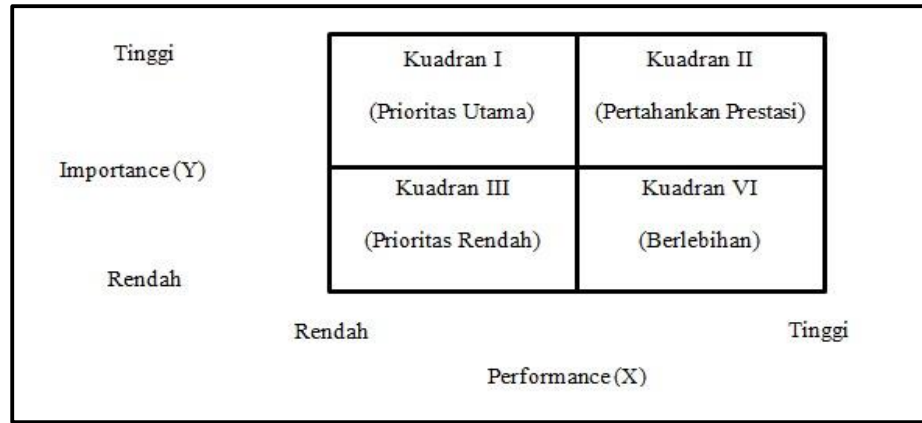 Tinggi
Kuadran I
Kuadran II
(Prioritas Utama)
(Pertahankan Prestasi)
Importance (Y)
Kuadran III
Kuadran VI
(Prioritas Rendah)
(Berlebihan)
Rendah
Rendah
Tinggi
Performance (X)